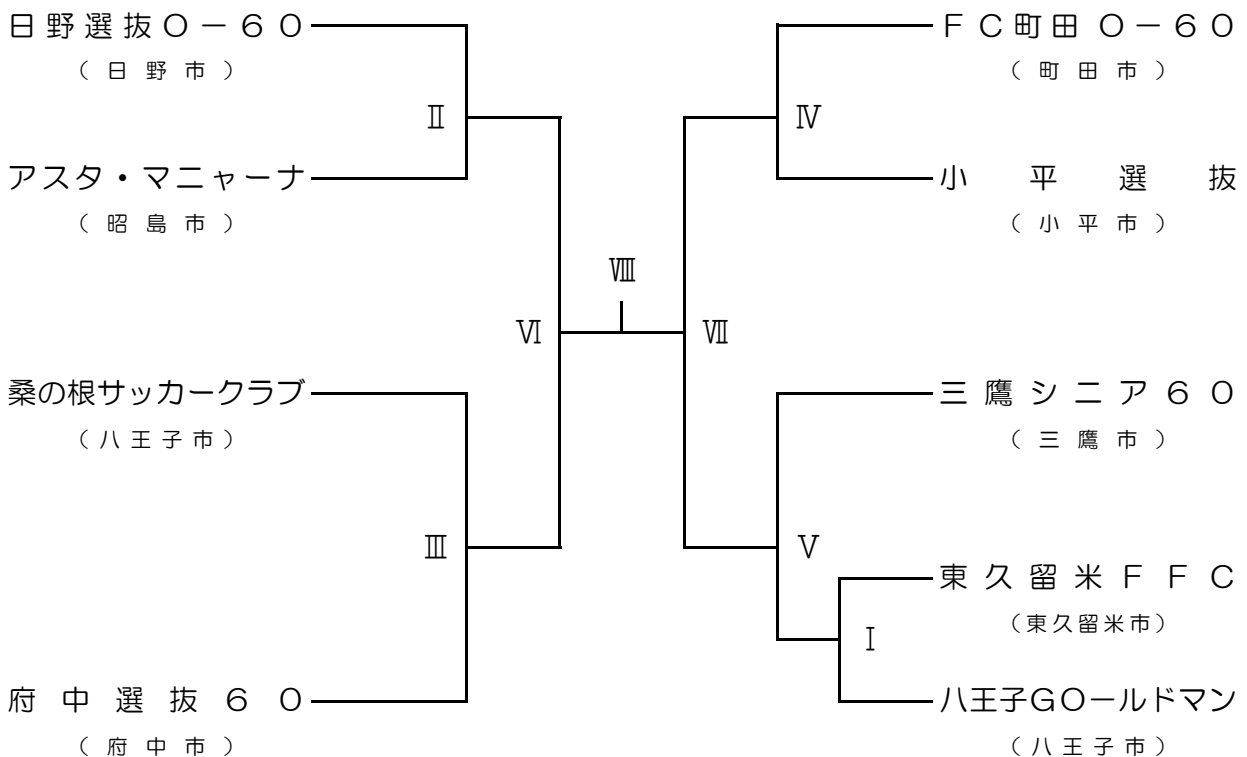 日野選抜O－60
（日野市）
Ⅱ
アスタ・マニャーナ
（昭島市）
Ⅵ
桑の根サッカークラブ
（八王子市）
Ⅲ
府中選抜60
（府中市）
Ⅷ
FC町田O－60
（町田市）
Ⅳ
小平選抜
（小平市）
Ⅶ
三鷹シニア60
（三鷹市）
Ⅴ
東久留米FFC
（東久留米市）
Ⅰ
八王子GOールドマン
（八王子市）